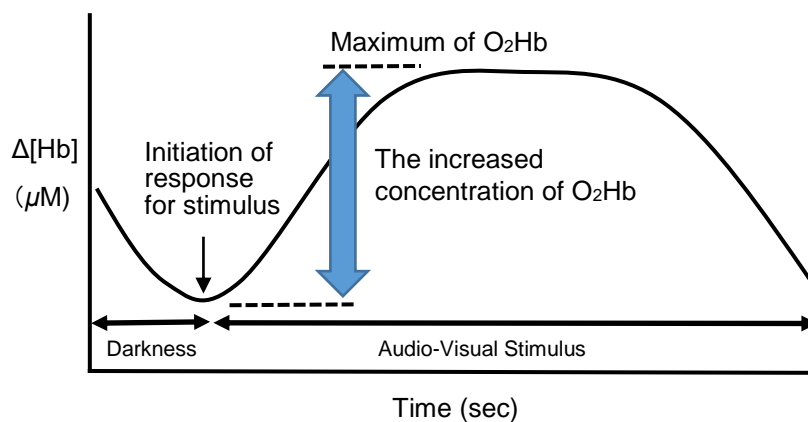 Maximum of O₂Hb
Δ[Hb]
（μM）
Initiation of
response
for stimulus
The increased
concentration of O₂Hb
Darkness
Audio-Visual Stimulus
Time (sec)